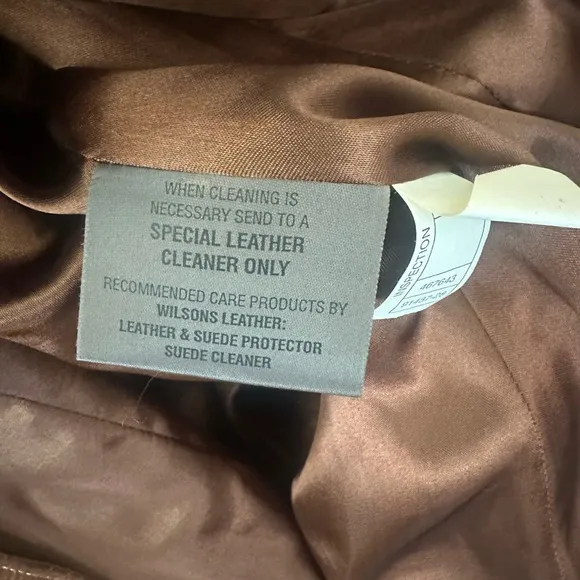 WHEN CLEANING IS
NECESSARY SEND TO A
SPECIAL LEATHER
CLEANER ONLY
RECOMMENDED CARE PRODUCTS BY
WILSONS LEATHER:
LEATHER & SUEDE PROTECTOR
SUEDE CLEANER
INSPECTION
467643